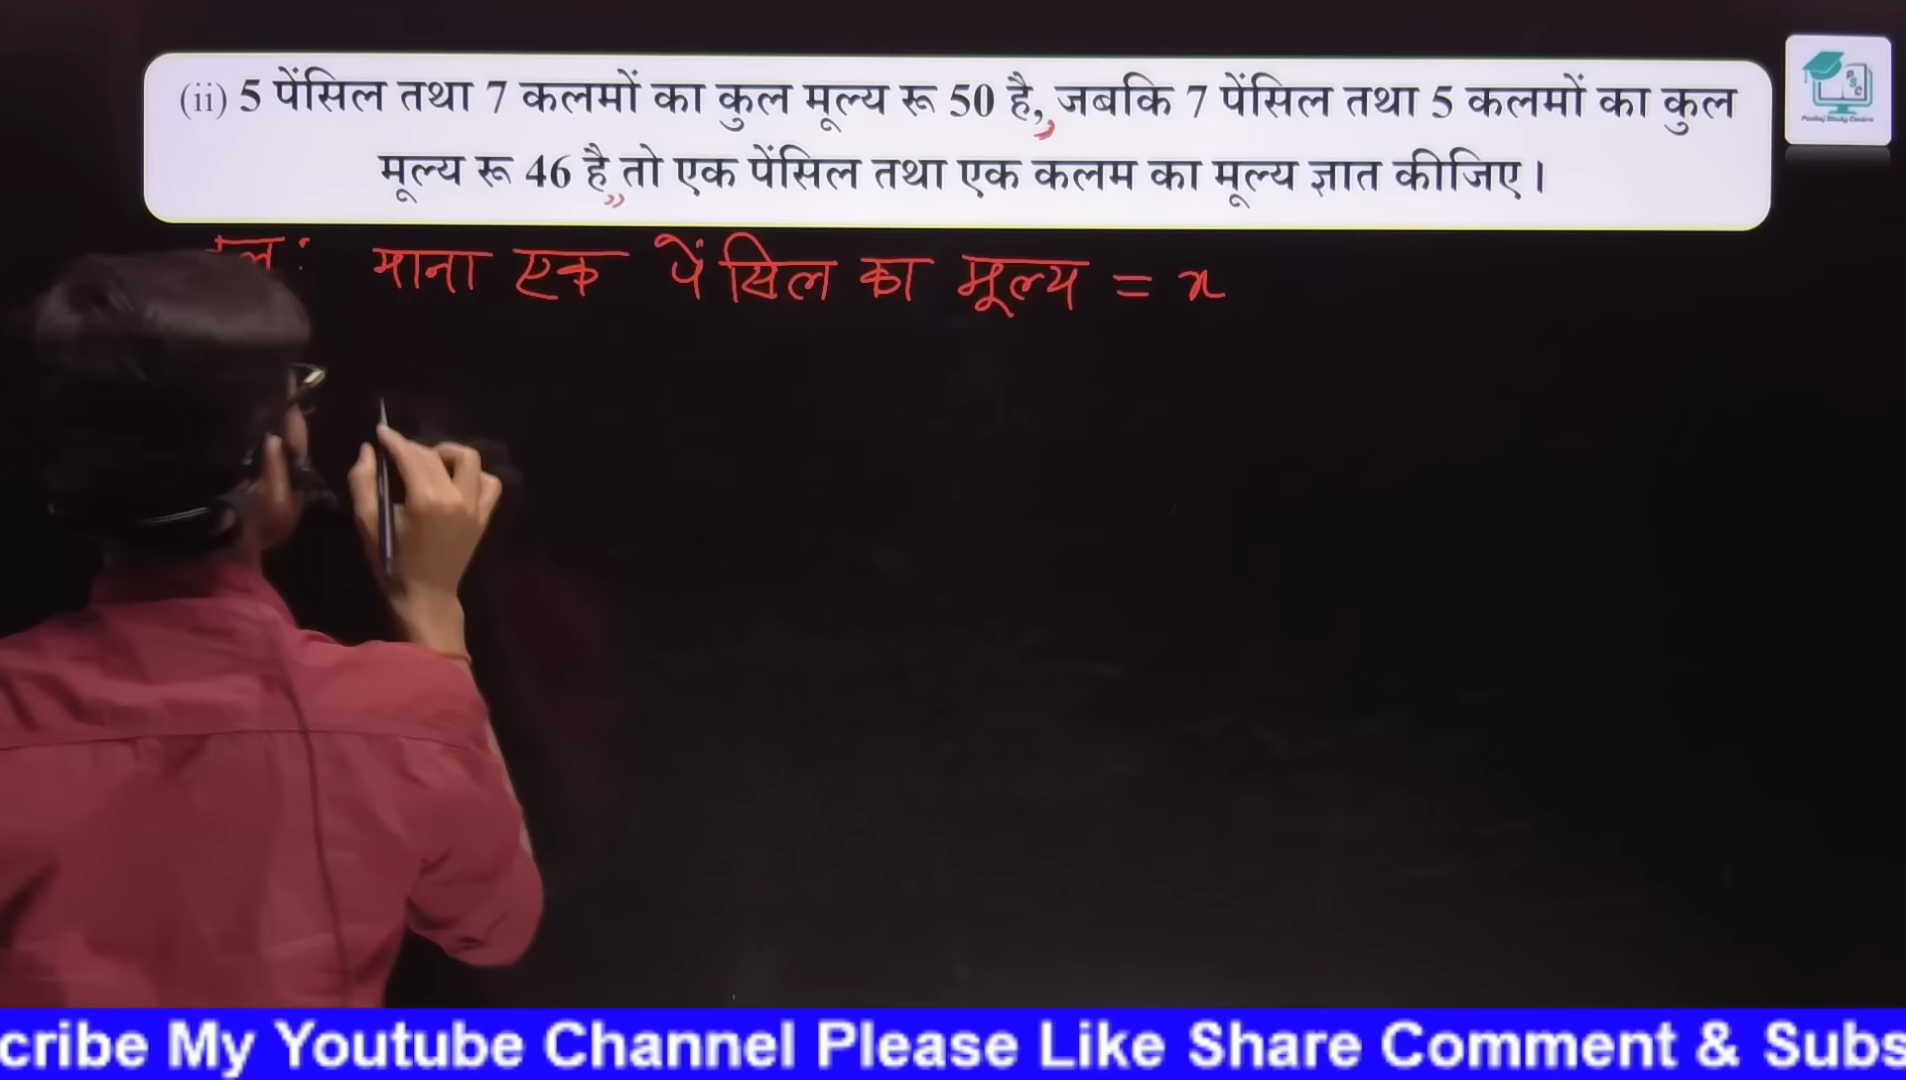 (ii) 5 पेंसिल तथा 7 कलमों का कुल मूल्य रू 50 है, जबकि 7 पेंसिल तथा 5 कलमों का कुल
मूल्य रू 46 है तो एक पेंसिल तथा एक कलम का मूल्य ज्ञात कीजिए।
माना एक पेंसिल का मूल्य = x
cribe My Youtube Channel Please Like Share Comment & Subs